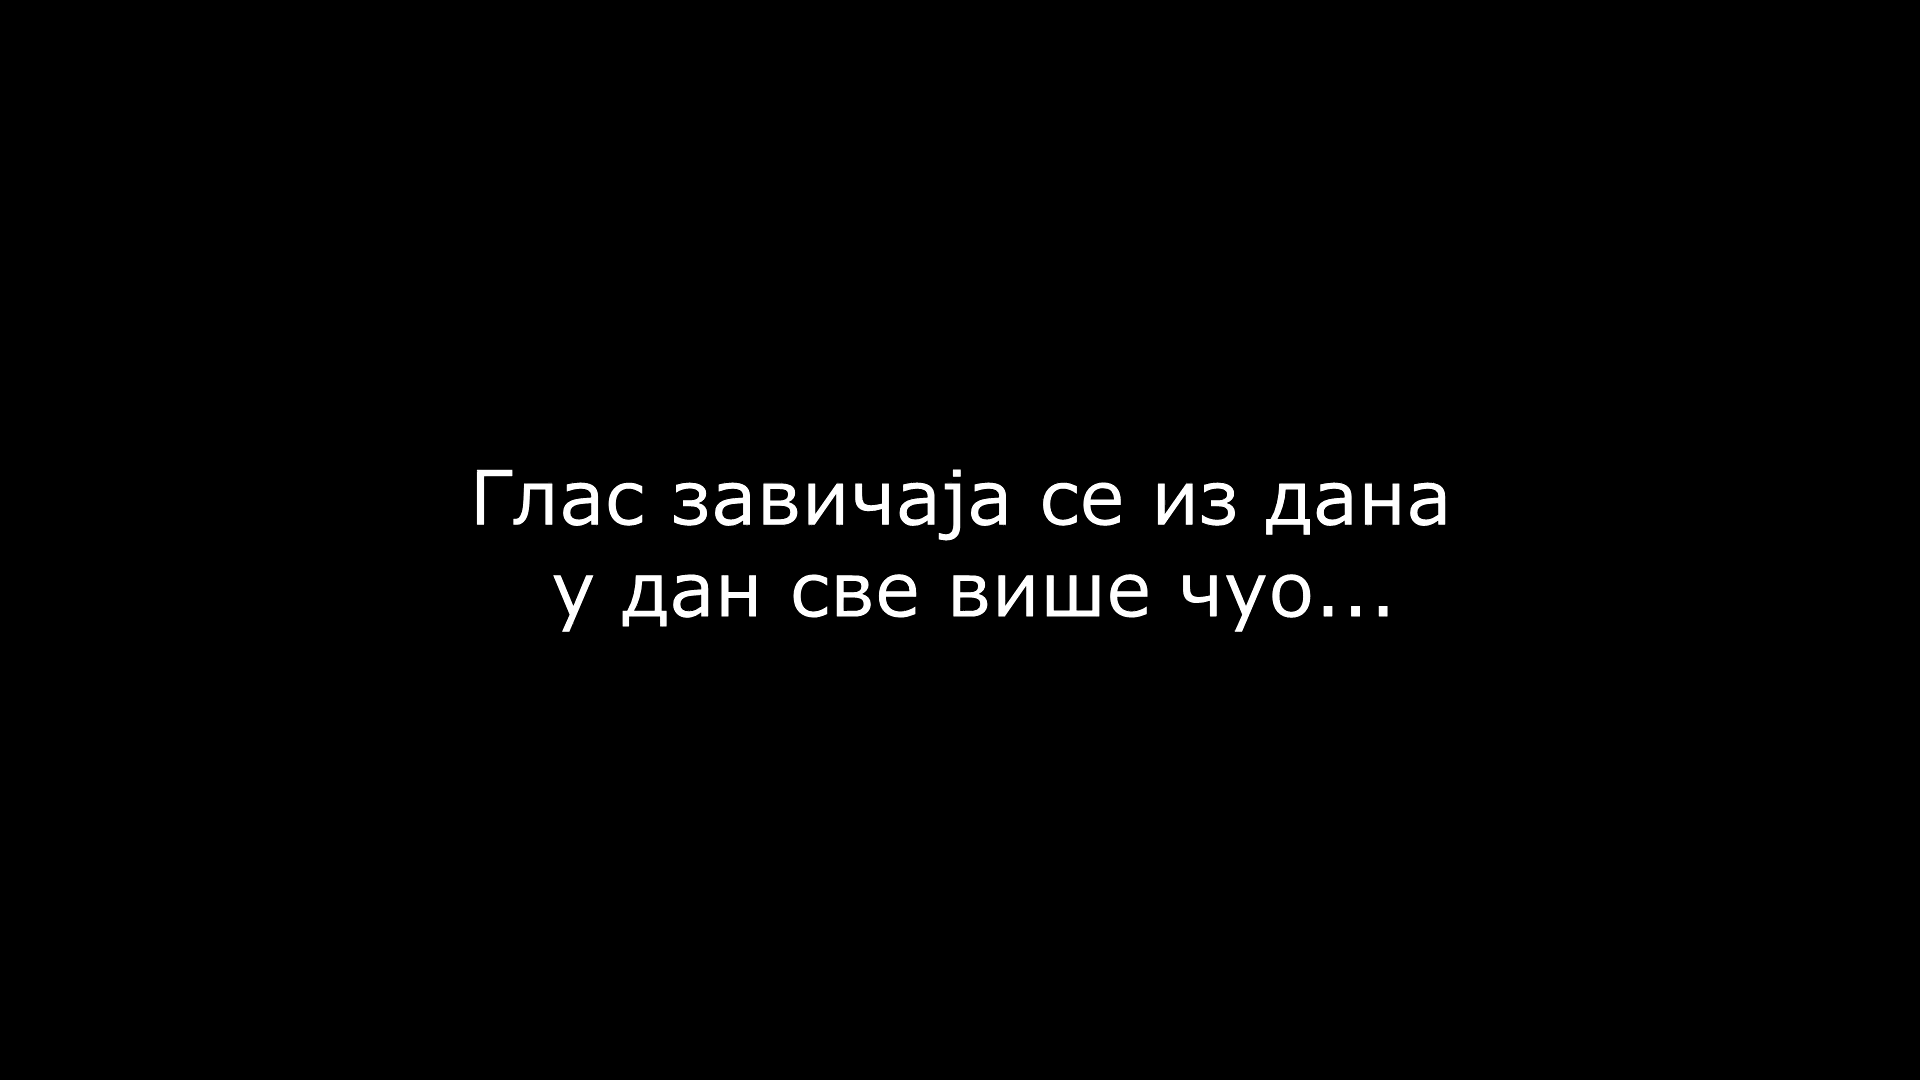 Глас завичаја се из дана
у дан све више чуо...